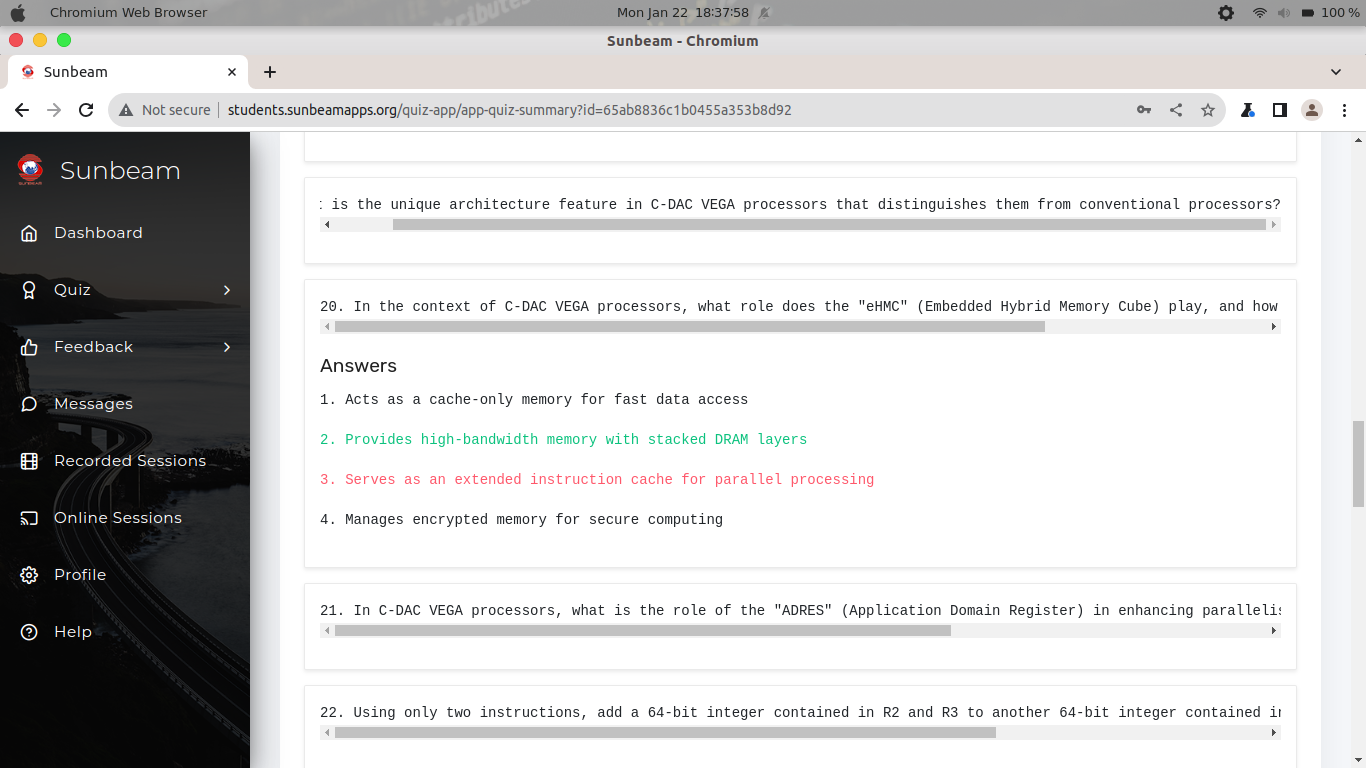 Chromium Web Browser
Mon Jan 22 18:37:58
100 %
Sunbeam - Chromium
Sunbeam
Not secure
students.sunbeamapps.org/quiz-app/app-quiz-summary?id=65ab8836c1b0455a353b8d92
Sunbeam
Dashboard
Quiz
Feedback
Messages
Recorded Sessions
Online Sessions
Profile
Help
is the unique architecture feature in C-DAC VEGA processors that distinguishes them from conventional processors?
20. In the context of C-DAC VEGA processors, what role does the "eHMC" (Embedded Hybrid Memory Cube) play, and how
Answers
1. Acts as a cache-only memory for fast data access
2. Provides high-bandwidth memory with stacked DRAM layers
3. Serves as an extended instruction cache for parallel processing
4. Manages encrypted memory for secure computing
21. In C-DAC VEGA processors, what is the role of the "ADRES" (Application Domain Register) in enhancing parallelis
22. Using only two instructions, add a 64-bit integer contained in R2 and R3 to another 64-bit integer contained in